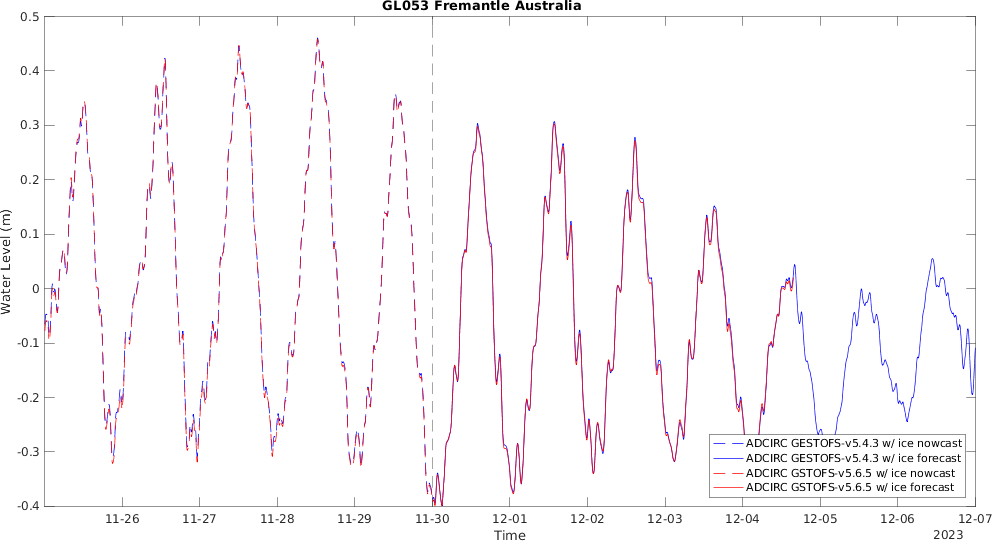 GL053 Fremantle Australia
Water Level (m)
0.5
0.4
0.3
0.2
0.1
0
-0.1
-0.2
-0.3
-0.4
11-26 11-27 11-28 11-29 11-30 12-01 12-02 12-03 12-04 12-05 12-06 12-07
Time
2023
ADCIRC GESTOFS-v5.4.3 w/ ice nowcast
ADCIRC GESTOFS-v5.4.3 w/ ice forecast
ADCIRC GSTOFS-v5.6.5 w/ ice nowcast
ADCIRC GSTOFS-v5.6.5 w/ ice forecast